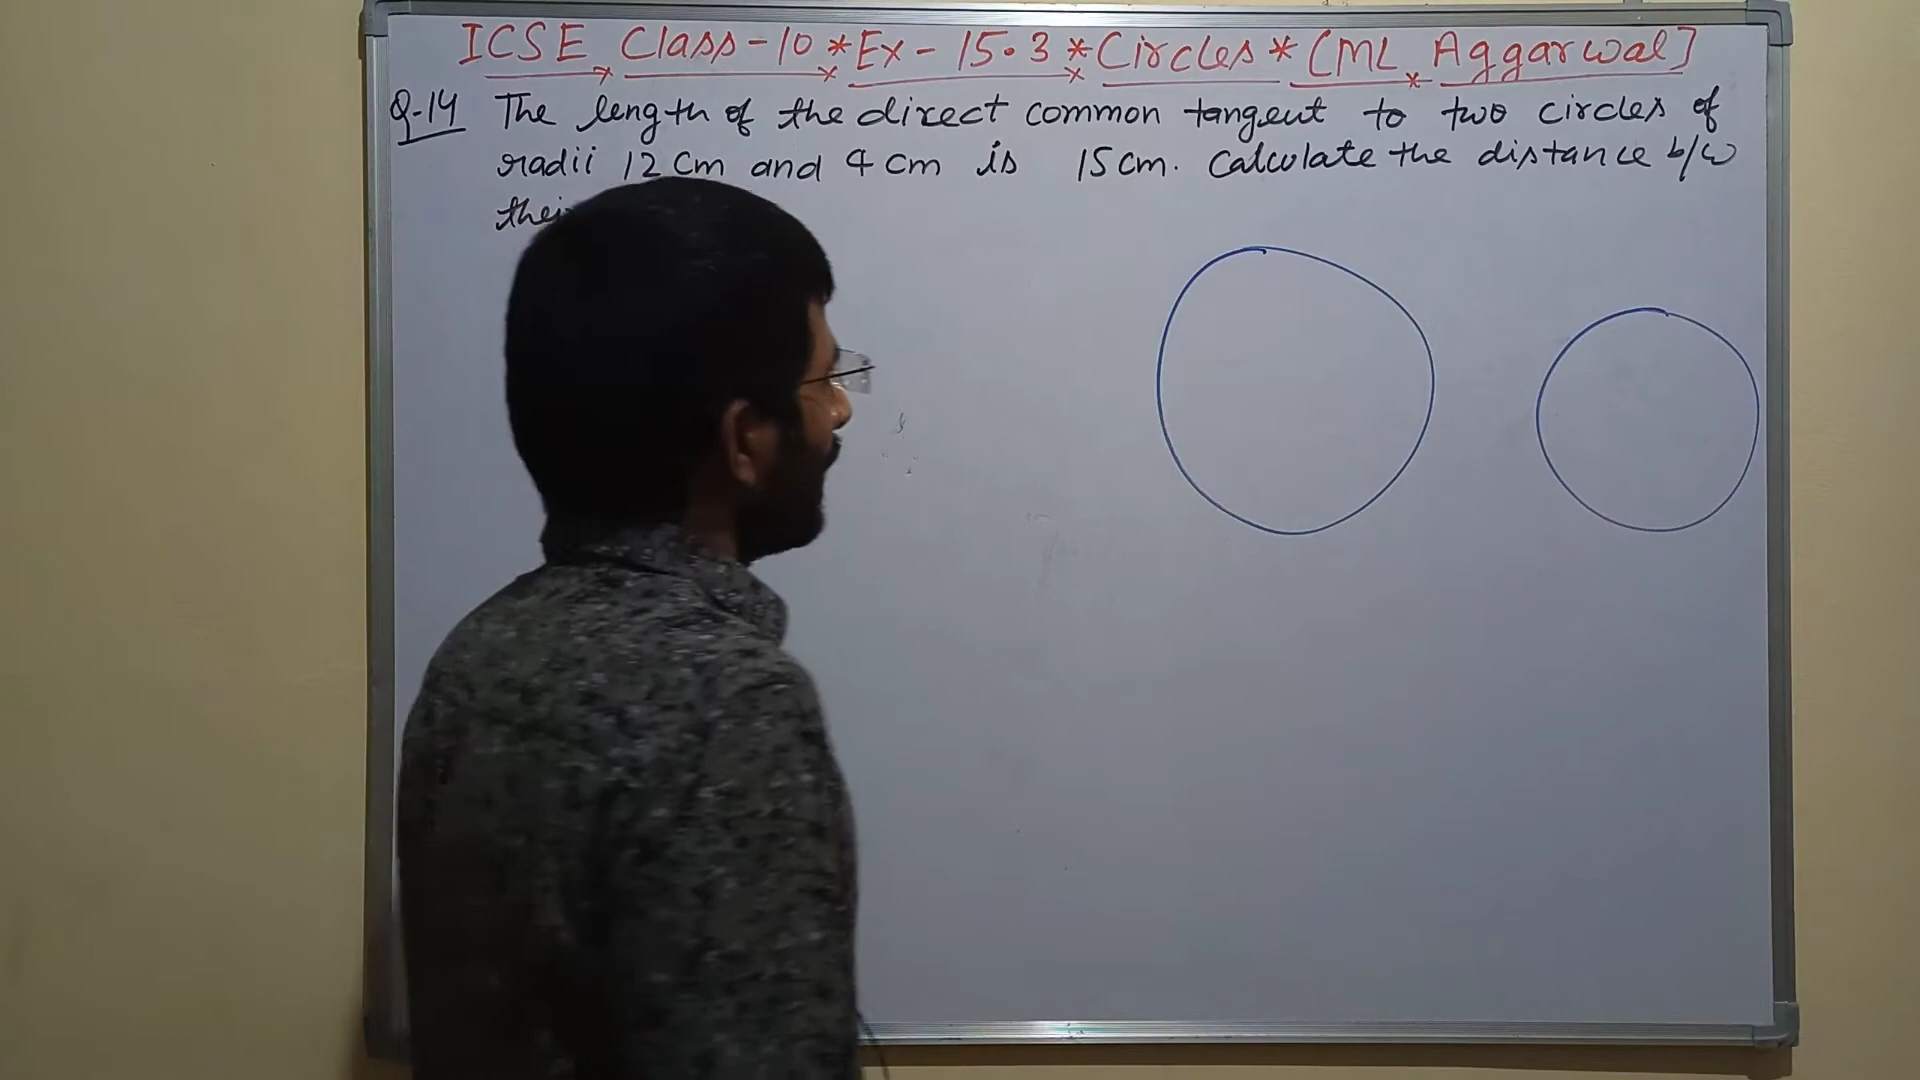 ICSE Class-10 * Ex-15.3 * Circles * [ML Aggarwal]
Q-14 The length of the direct common tangent to two circles of
radii 12 cm and 4 cm is 15 cm. Calculate the distance b/w